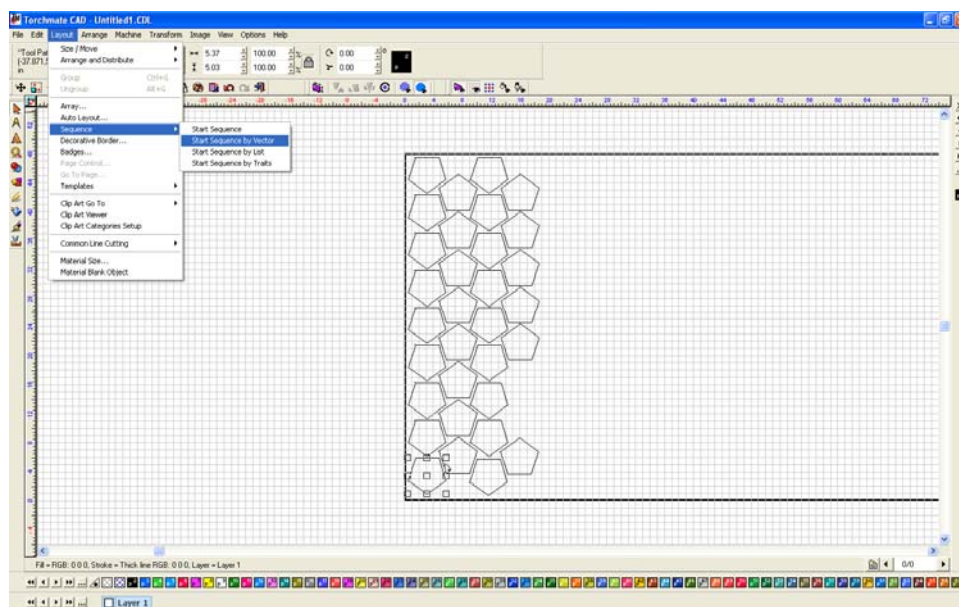 Torchmate CAD - Untitled1.CDL
File Edit Layout Arrange Machine Transform Image View Options Help
"Tool Pat
in
5.37 100.00 0.00
5.03 100.00 0.00
Size / Move
Arrange and Distribute
Group Ctrl+G
Ungroup Alt+G
Array...
Auto Layout...
Sequence
Decorative Border...
Badges...
Page Control...
Go To Page...
Templates
Clip Art Go To
Clip Art Viewer
Clip Art Categories Setup
Common Line Cutting
Material Size...
Material Blank Object
Start Sequence
Start Sequence by Vector
Start Sequence by List
Start Sequence by Traits
Fill = RGB: 0 0 0, Stroke = Thick line RGB: 0 0 0, Layer = Layer 1
0/0
Layer 1